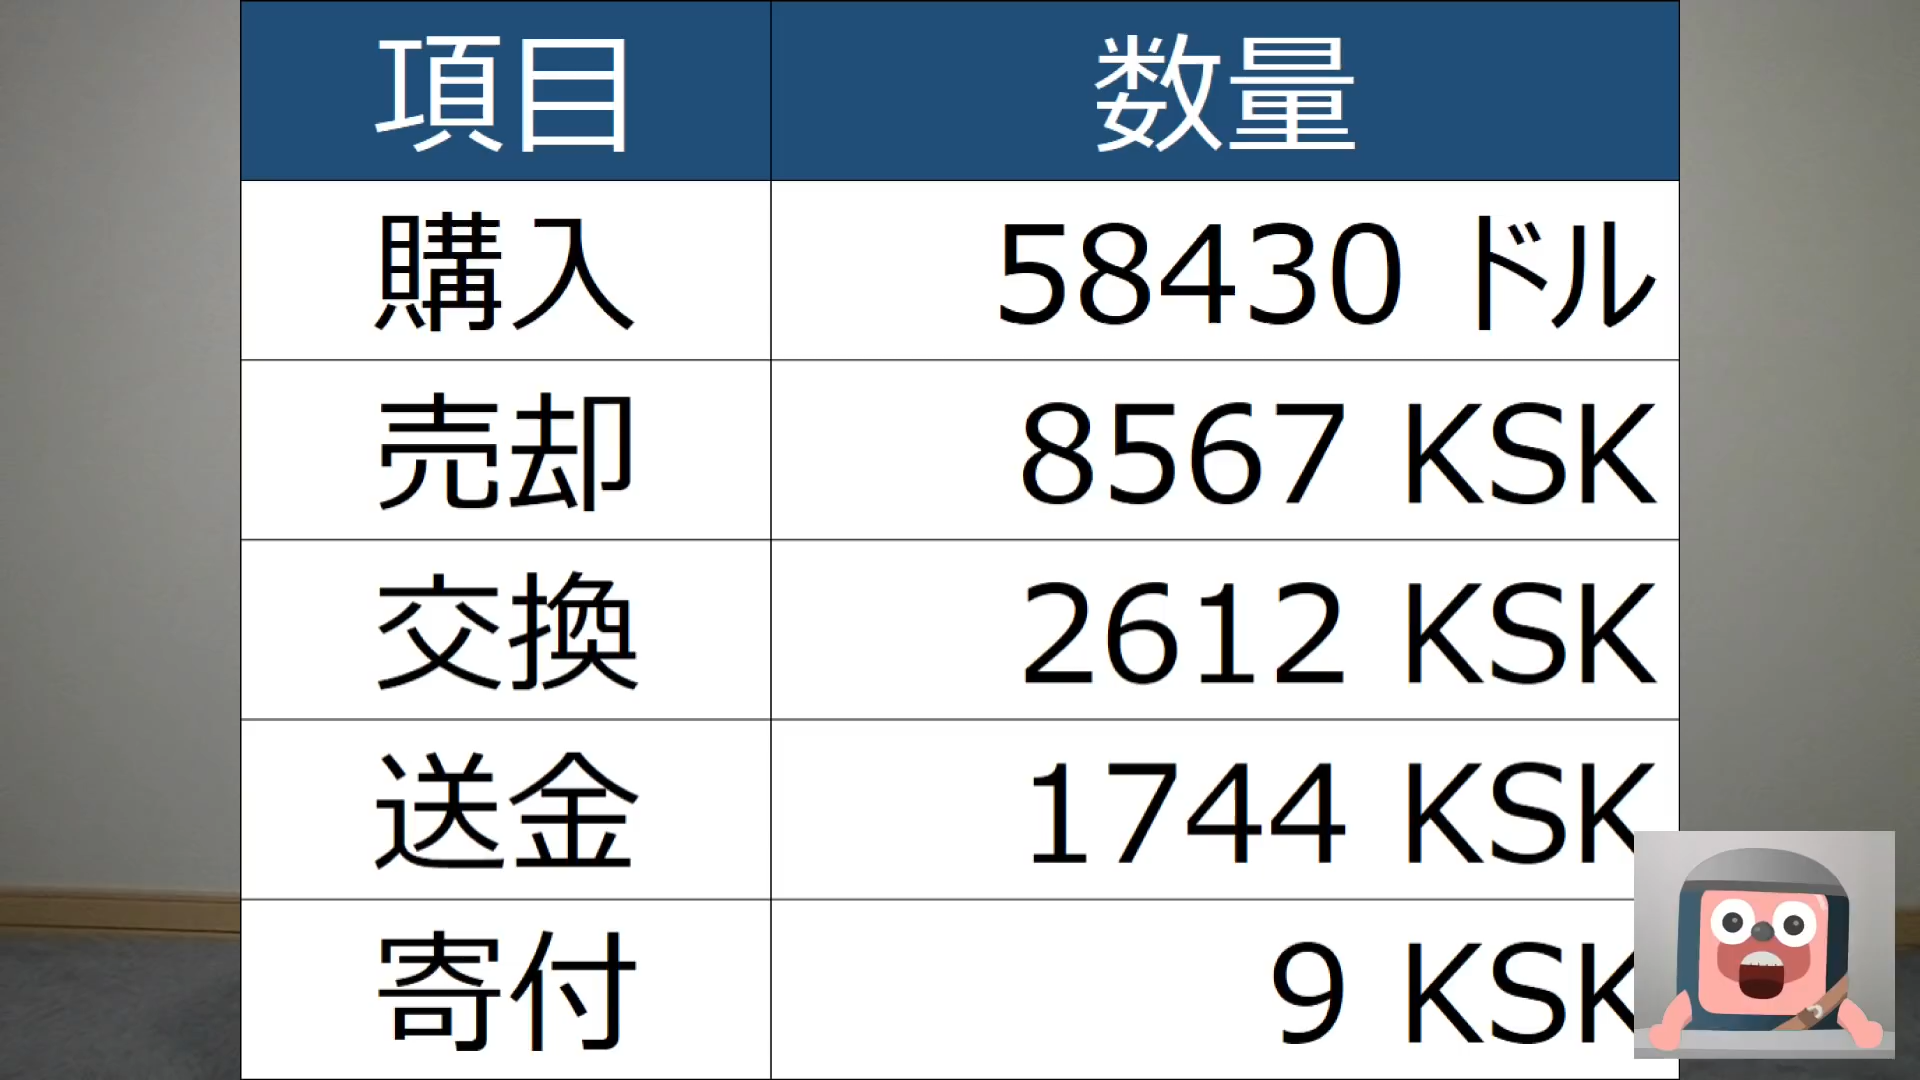 項目 数量
購入 58430 ドル
売却 8567 KSK
交換 2612 KSK
送金 1744 KSK
寄付 9 KSK